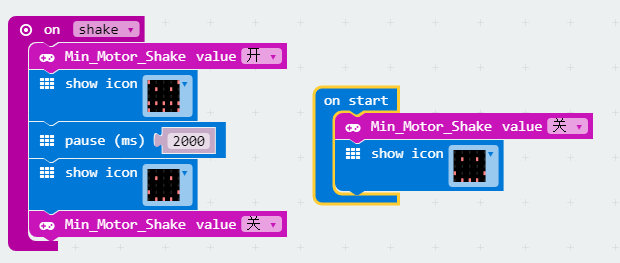 on shake
Min_Motor_Shake value 开
show icon
pause (ms) 2000
show icon
Min_Motor_Shake value 关
on start
Min_Motor_Shake value 关
show icon